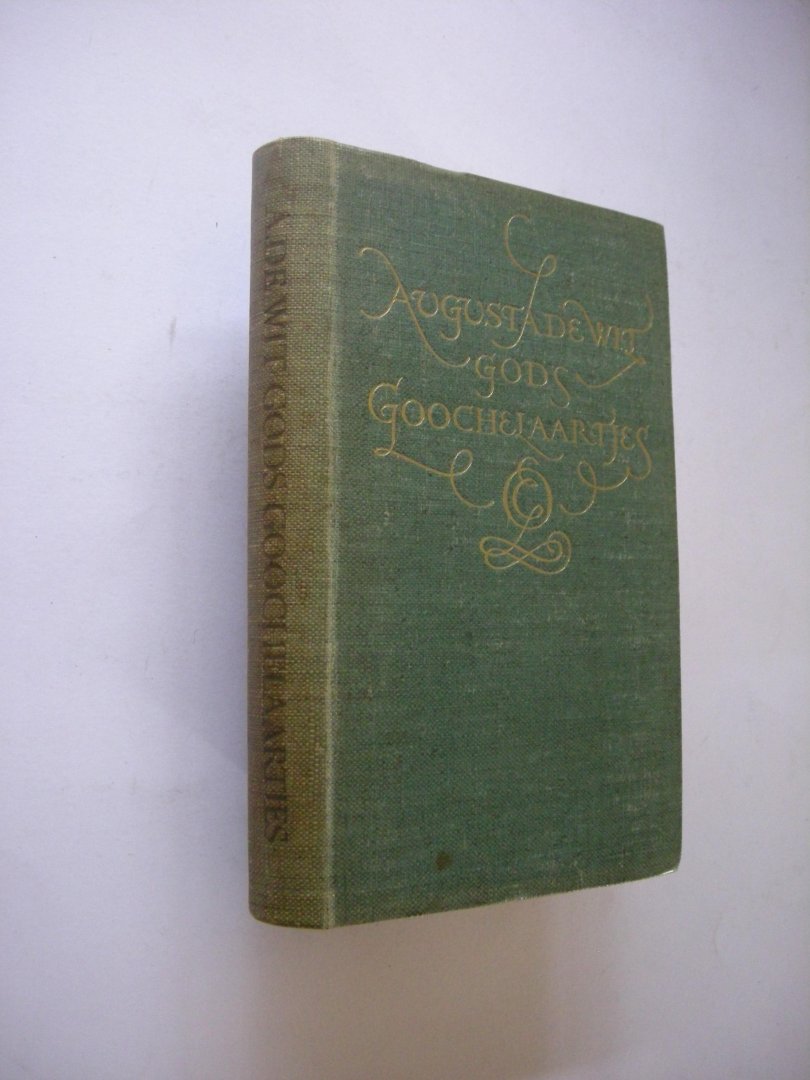 AUGUSTA DE WIT
GODS
GOOCHELAARTJES
A. DE WIT · GODS GOOCHELAARTJES